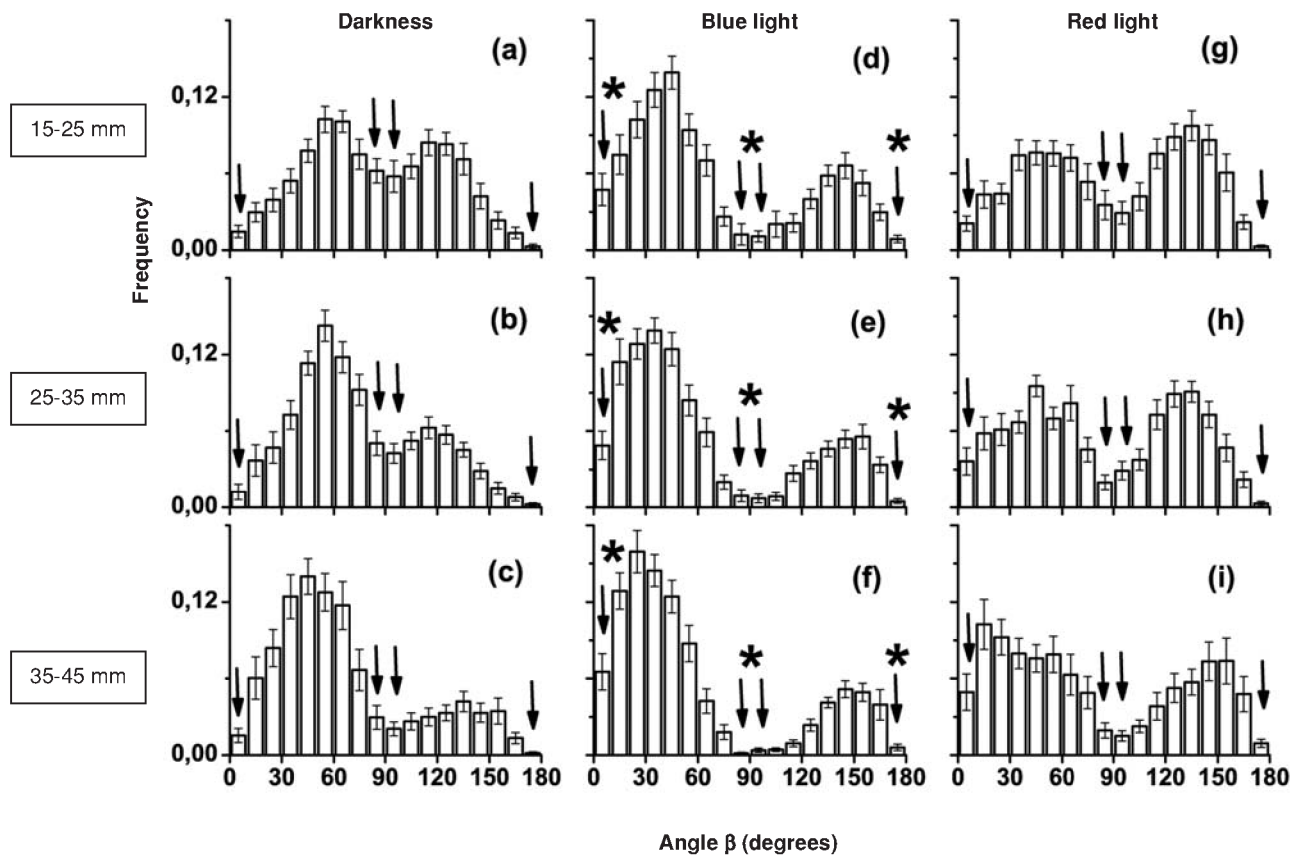 Darkness Blue light Red light
(a) (d) (g)
15-25 mm
0,12
* * *
0,00
Frequency
(b) (e) (h)
25-35 mm
0,12
* * *
0,00
(c) (f) (i)
35-45 mm
0,12
* * *
0,00
0 30 60 90 120 150 180 0 30 60 90 120 150 180 0 30 60 90 120 150 180
Angle β (degrees)